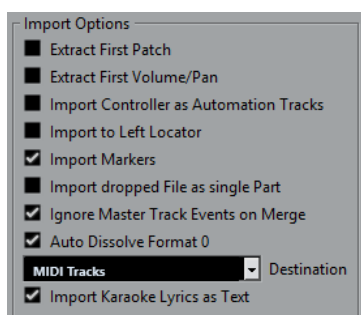 Import Options
Extract First Patch
Extract First Volume/Pan
Import Controller as Automation Tracks
Import to Left Locator
Import Markers
Import dropped File as single Part
Ignore Master Track Events on Merge
Auto Dissolve Format 0
MIDI Tracks Destination
Import Karaoke Lyrics as Text